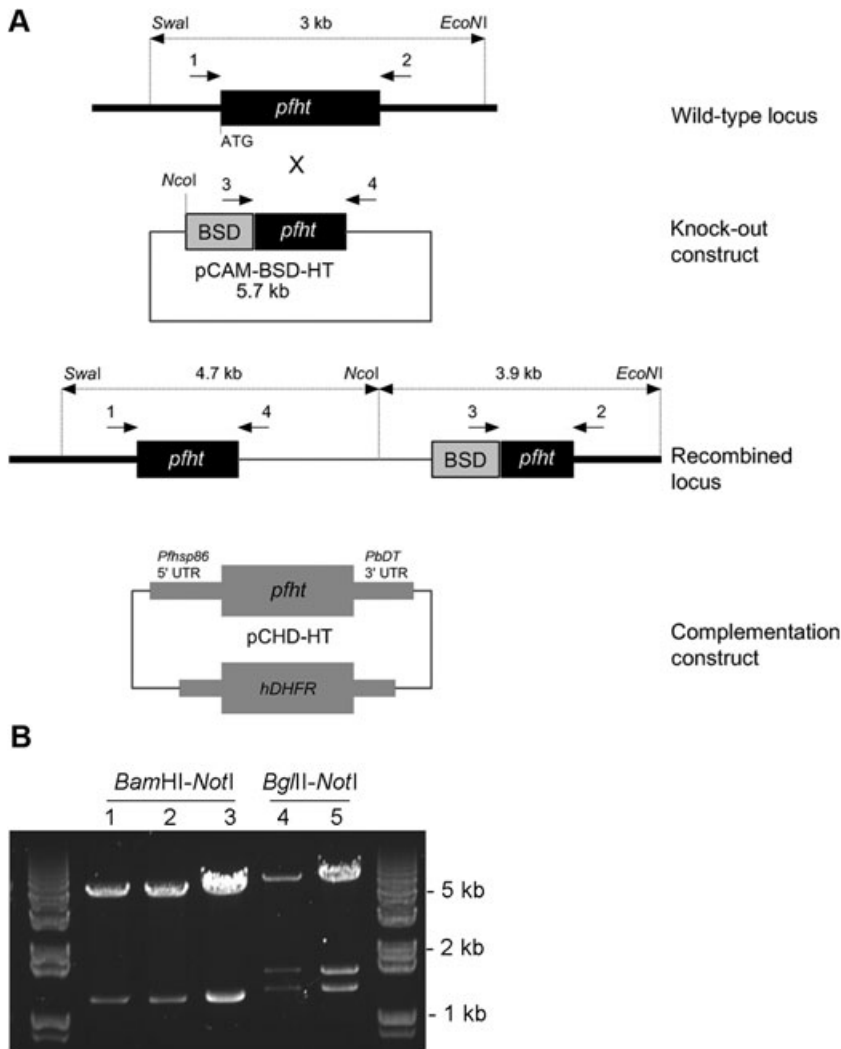 A
SwaI 3 kb EcoNI
1 2
pfht
ATG
Wild-type locus
X
NcoI
3 4
BSD pfht
pCAM-BSD-HT
5.7 kb
Knock-out
construct
SwaI 4.7 kb NcoI 3.9 kb EcoNI
1 4 3 2
pfht BSD pfht
Recombined
locus
Pfhsp86
5' UTR
PbDT
3' UTR
pfht
pCHD-HT
hDHFR
Complementation
construct
B
BamHI-NotI BglII-NotI
1 2 3 4 5
- 5 kb
- 2 kb
- 1 kb